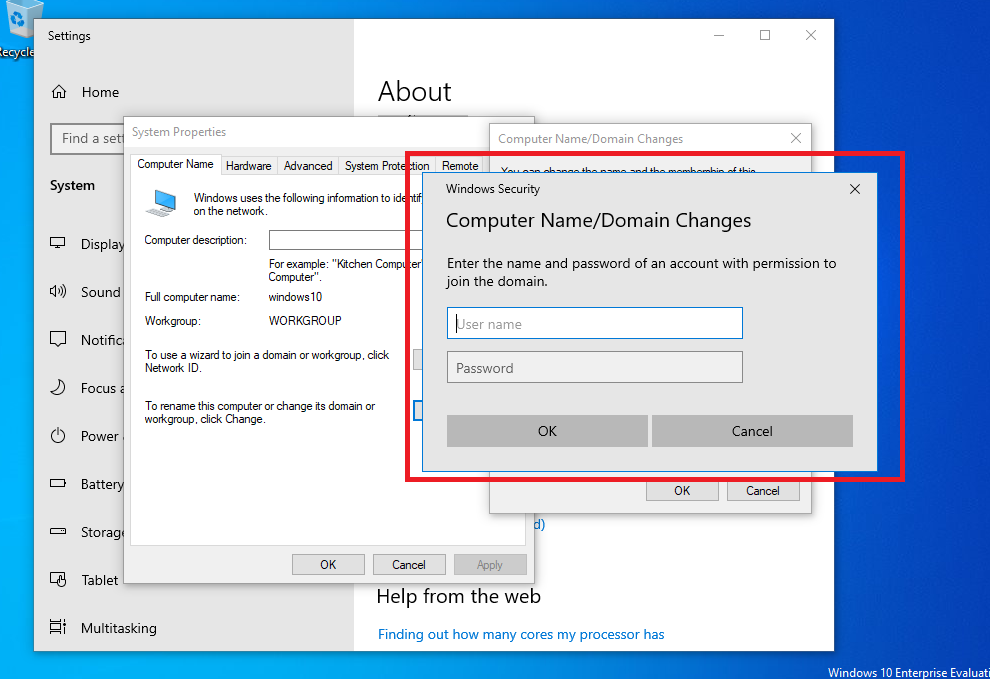 Recycle
Settings
Home
Find a sett
System
Display
Sound
Notific
Focus a
Power
Battery
Storage
Tablet
Multitasking
About
System Properties
Computer Name
Hardware
Advanced
System Protection
Remote
Windows uses the following information to identif
on the network.
Computer description:
For example: "Kitchen Computer"
Computer".
Full computer name:
windows10
Workgroup:
WORKGROUP
To use a wizard to join a domain or workgroup, click
Network ID.
To rename this computer or change its domain or
workgroup, click Change.
OK
Cancel
Apply
Computer Name/Domain Changes
You can change the name and the membership of this
Windows Security
Computer Name/Domain Changes
Enter the name and password of an account with permission to
join the domain.
User name
Password
OK
Cancel
OK
Cancel
d)
Help from the web
Finding out how many cores my processor has
Windows 10 Enterprise Evaluati